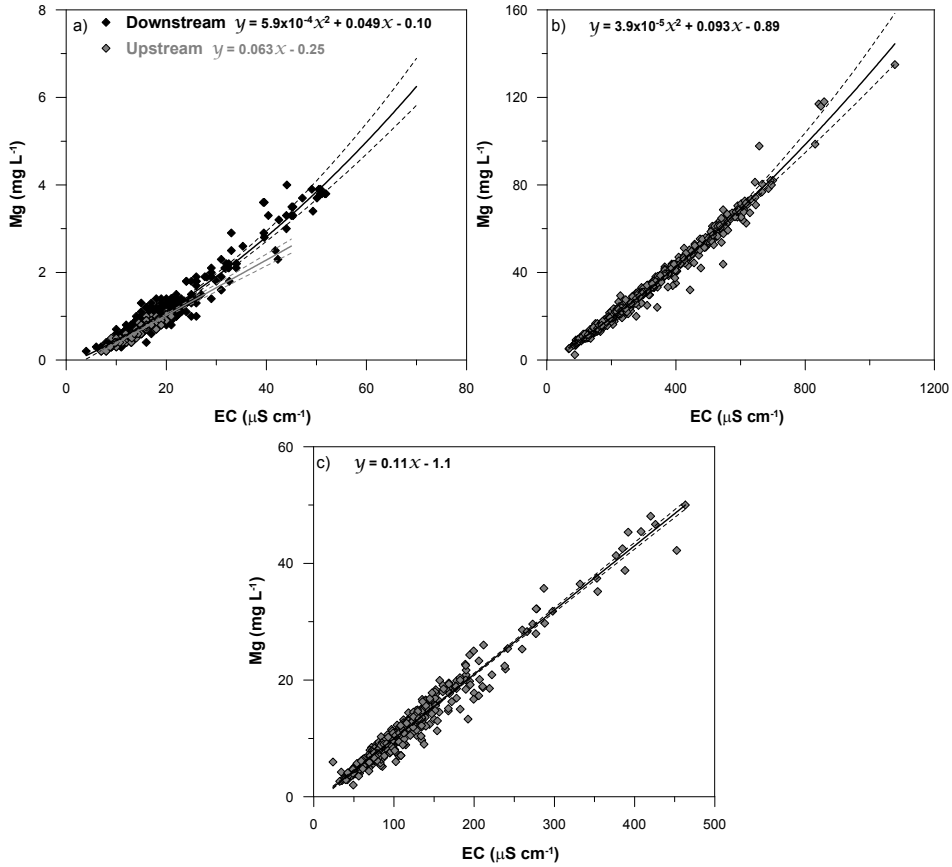 a) Downstream y = 5.9x10⁻⁴x² + 0.049x - 0.10
Upstream y = 0.063x - 0.25
8
6
4
2
0
Mg (mg L⁻¹)
0 20 40 60 80
EC (μS cm⁻¹)
b) y = 3.9x10⁻⁵x² + 0.093x - 0.89
160
120
80
40
0
Mg (mg L⁻¹)
0 400 800 1200
EC (μS cm⁻¹)
c) y = 0.11x - 1.1
60
40
20
0
Mg (mg L⁻¹)
0 100 200 300 400 500
EC (μS cm⁻¹)